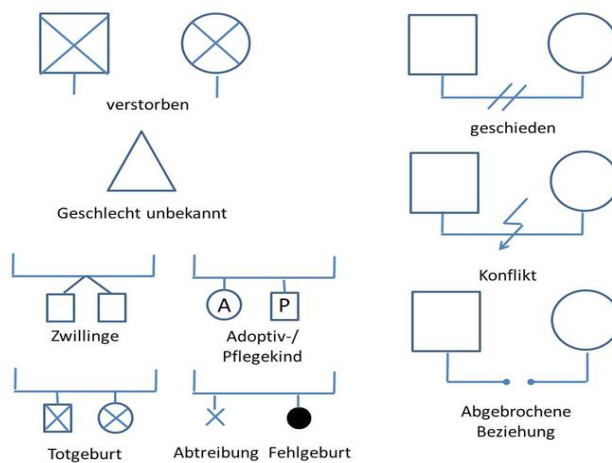 verstorben
geschieden
Geschlecht unbekannt
Konflikt
A
P
Zwillinge
Adoptiv-/
Pflegekind
Abgebrochene
Beziehung
Totgeburt
Abtreibung
Fehlgeburt